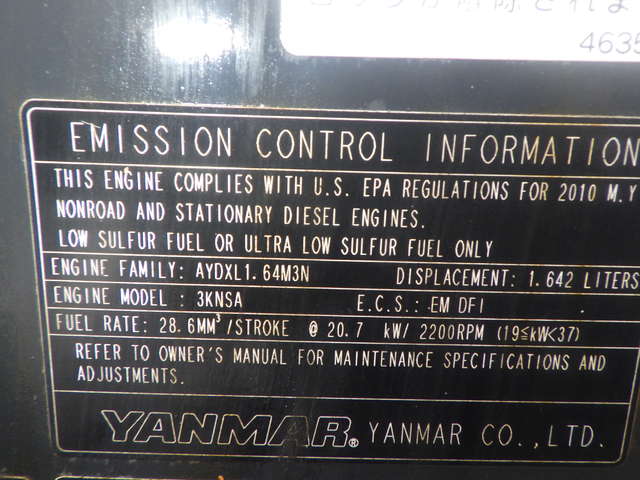 4635
EMISSION CONTROL INFORMATION
THIS ENGINE COMPLIES WITH U.S. EPA REGULATIONS FOR 2010 M.Y
NONROAD AND STATIONARY DIESEL ENGINES.
LOW SULFUR FUEL OR ULTRA LOW SULFUR FUEL ONLY
ENGINE FAMILY: AYDXL1.64M3N DISPLACEMENT: 1.642 LITERS
ENGINE MODEL : 3KNSA E.C.S.: EM DFI
FUEL RATE: 28.6MM³/STROKE @ 20.7 kW/ 2200RPM (19≦kW<37)
REFER TO OWNER'S MANUAL FOR MAINTENANCE SPECIFICATIONS AND
ADJUSTMENTS.
YANMAR® YANMAR CO.,LTD.